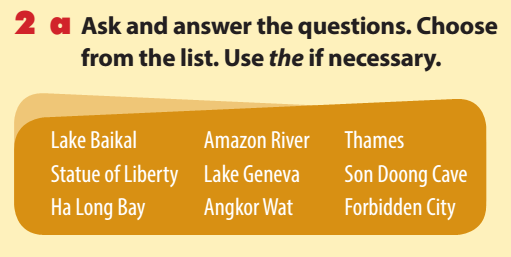 2 a Ask and answer the questions. Choose
from the list. Use the if necessary.
Lake Baikal Amazon River Thames
Statue of Liberty Lake Geneva Son Doong Cave
Ha Long Bay Angkor Wat Forbidden City